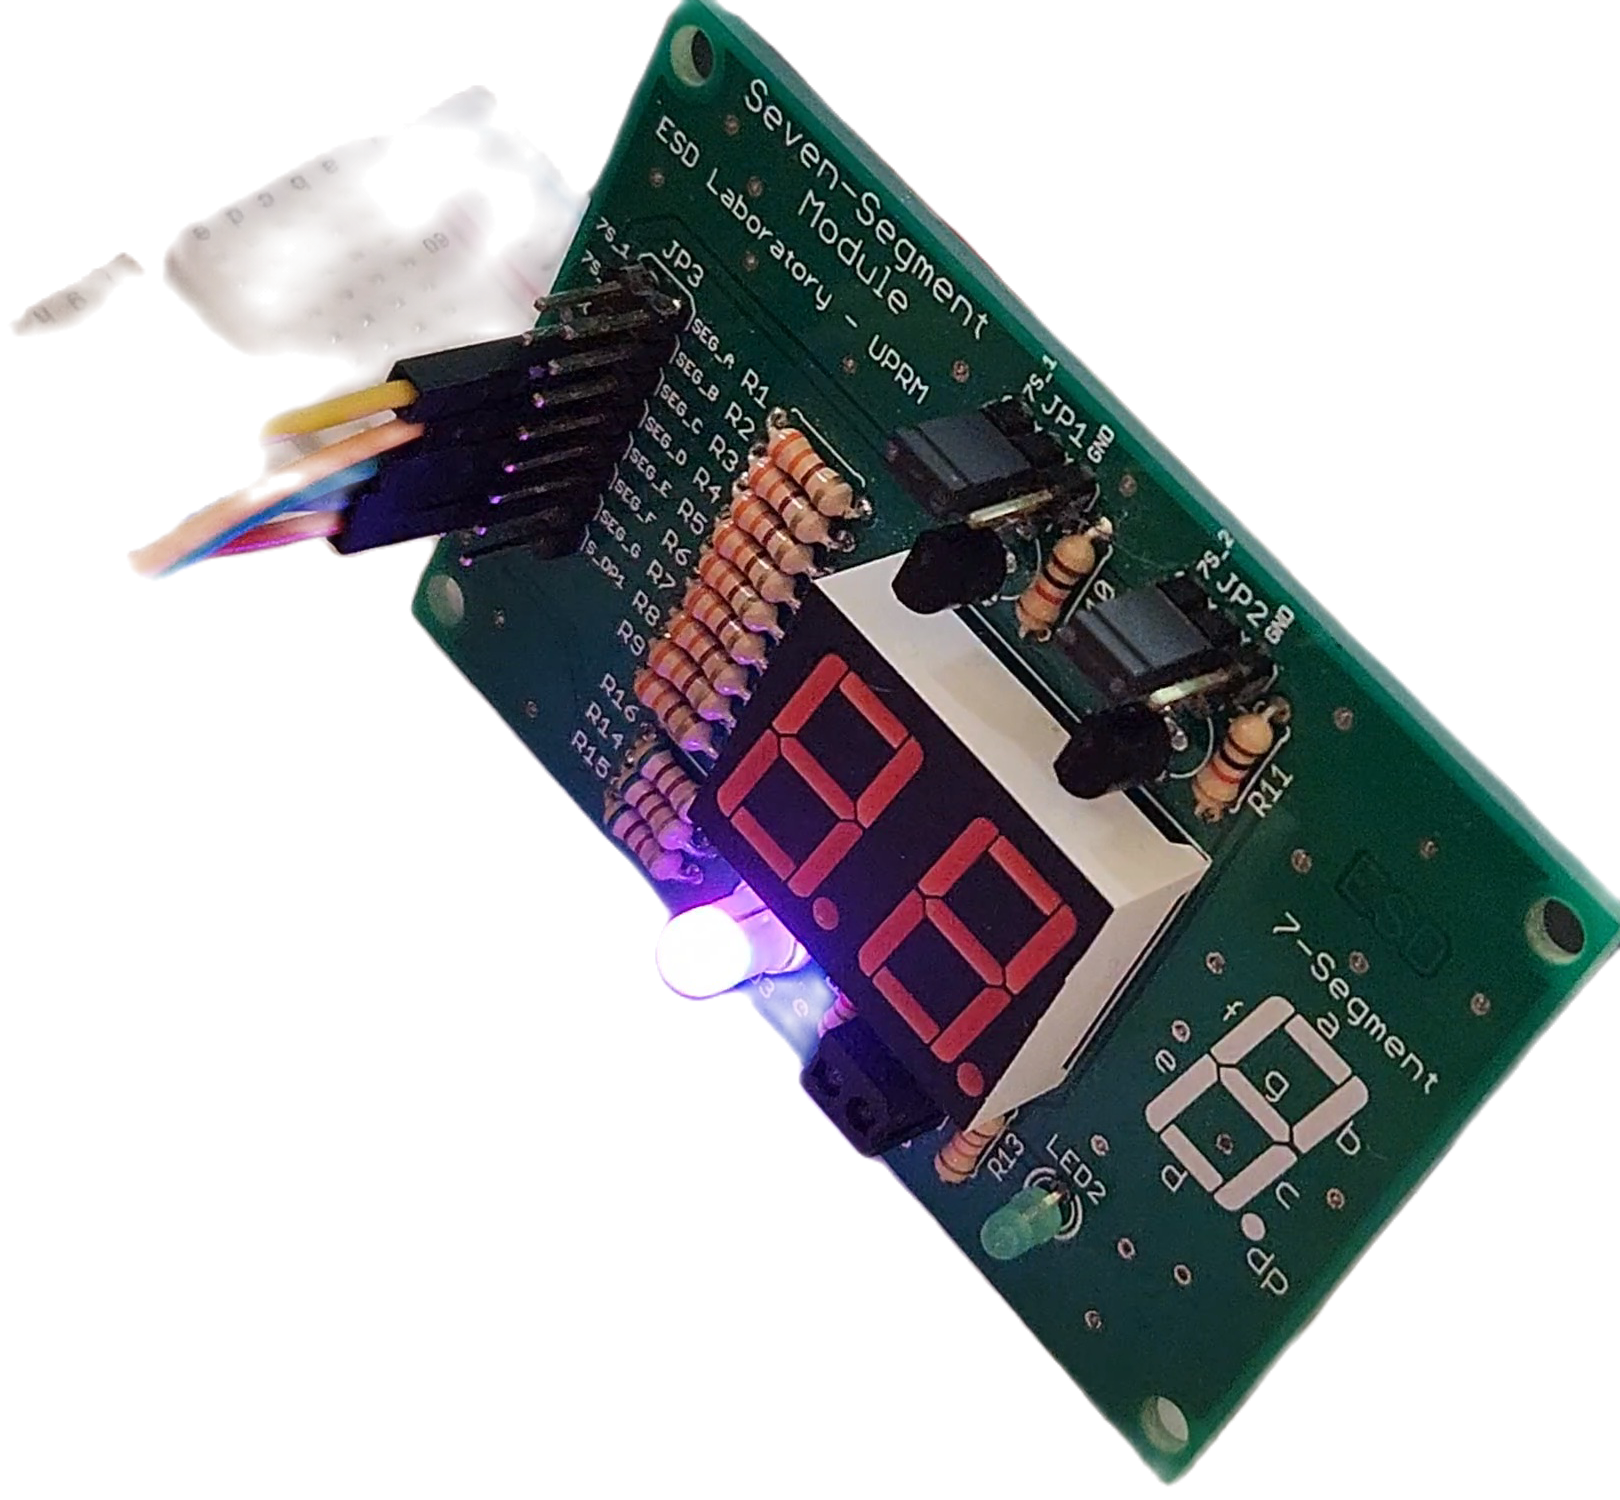 Seven-Segment
Module
ESD Laboratory - UPRM
7S_1
JP3
SEG_A
SEG_B
SEG_C
SEG_D
SEG_E
SEG_F
SEG_G
S_DP1
R1
R2
R3
R4
R5
R6
R7
R8
R9
R16
R14
R15
7S_1
JP1
GND
7S_2
JP2
GND
R11
ESD
7-Segment
a
f
g
e
b
d
c
dp
R13
LED2